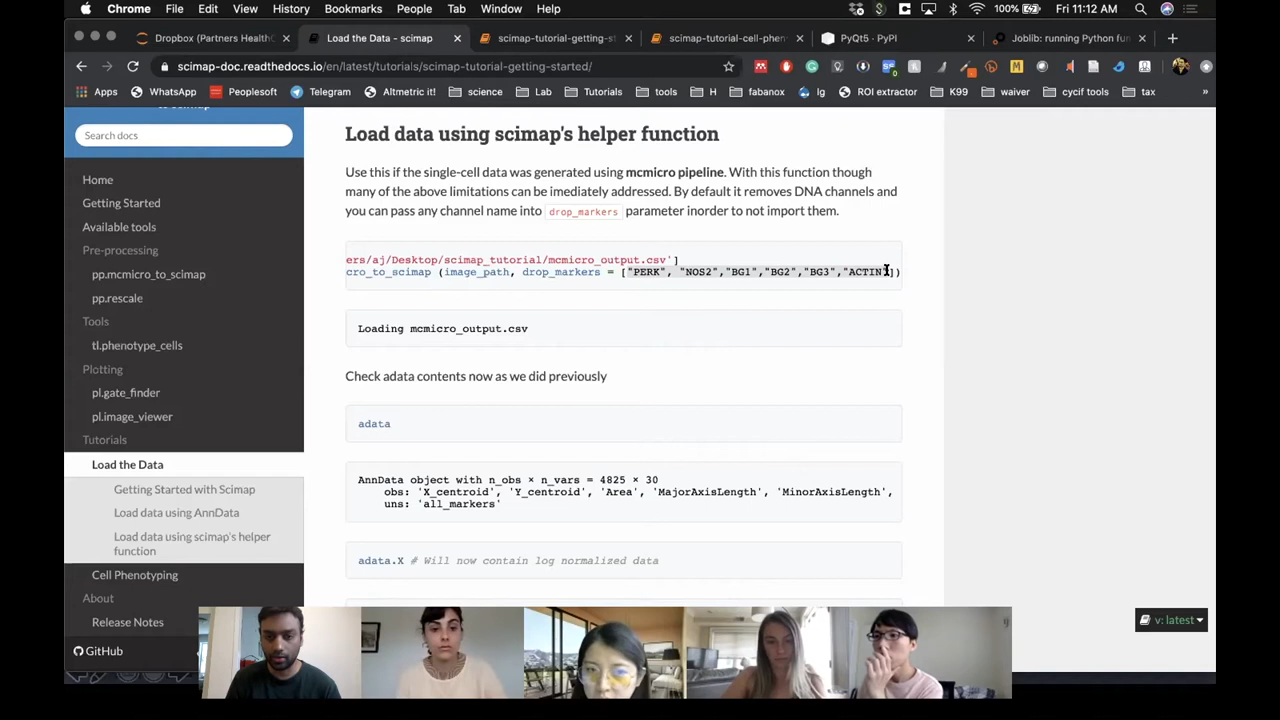 Chrome File Edit View History Bookmarks People Tab Window Help 100% Fri 11:12 AM
Dropbox (Partners HealthC Load the Data - scimap scimap-tutorial-getting-st scimap-tutorial-cell-phen PyQt5 · PyPI Joblib: running Python fun
scimap-doc.readthedocs.io/en/latest/tutorials/scimap-tutorial-getting-started/
Apps WhatsApp Peoplesoft Telegram Altmetric it! science Lab Tutorials tools H fabanox Ig ROI extractor K99 waiver cycif tools tax »
Search docs
Home
Getting Started
Available tools
Pre-processing
pp.mcmicro_to_scimap
pp.rescale
Tools
tl.phenotype_cells
Plotting
pl.gate_finder
pl.image_viewer
Tutorials
Load the Data
Getting Started with Scimap
Load data using AnnData
Load data using scimap's helper
function
Cell Phenotyping
About
Release Notes
GitHub
Load data using scimap's helper function
Use this if the single-cell data was generated using mcmicro pipeline. With this function though
many of the above limitations can be imediately addressed. By default it removes DNA channels and
you can pass any channel name into drop_markers parameter inorder to not import them.
ers/aj/Desktop/scimap_tutorial/mcmicro_output.csv']
cro_to_scimap (image_path, drop_markers = ["PERK", "NOS2","BG1","BG2","BG3","ACTIN"])
Loading mcmicro_output.csv
Check adata contents now as we did previously
adata
AnnData object with n_obs × n_vars = 4825 × 30
obs: 'X_centroid', 'Y_centroid', 'Area', 'MajorAxisLength', 'MinorAxisLength',
uns: 'all_markers'
adata.X # Will now contain log normalized data
v: latest